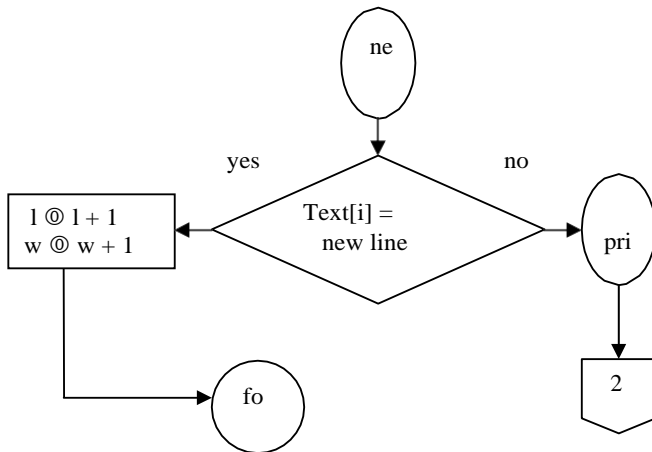 ne
yes
no
Text[i] =
new line
l ⓪ l + 1
w ⓪ w + 1
pri
2
fo